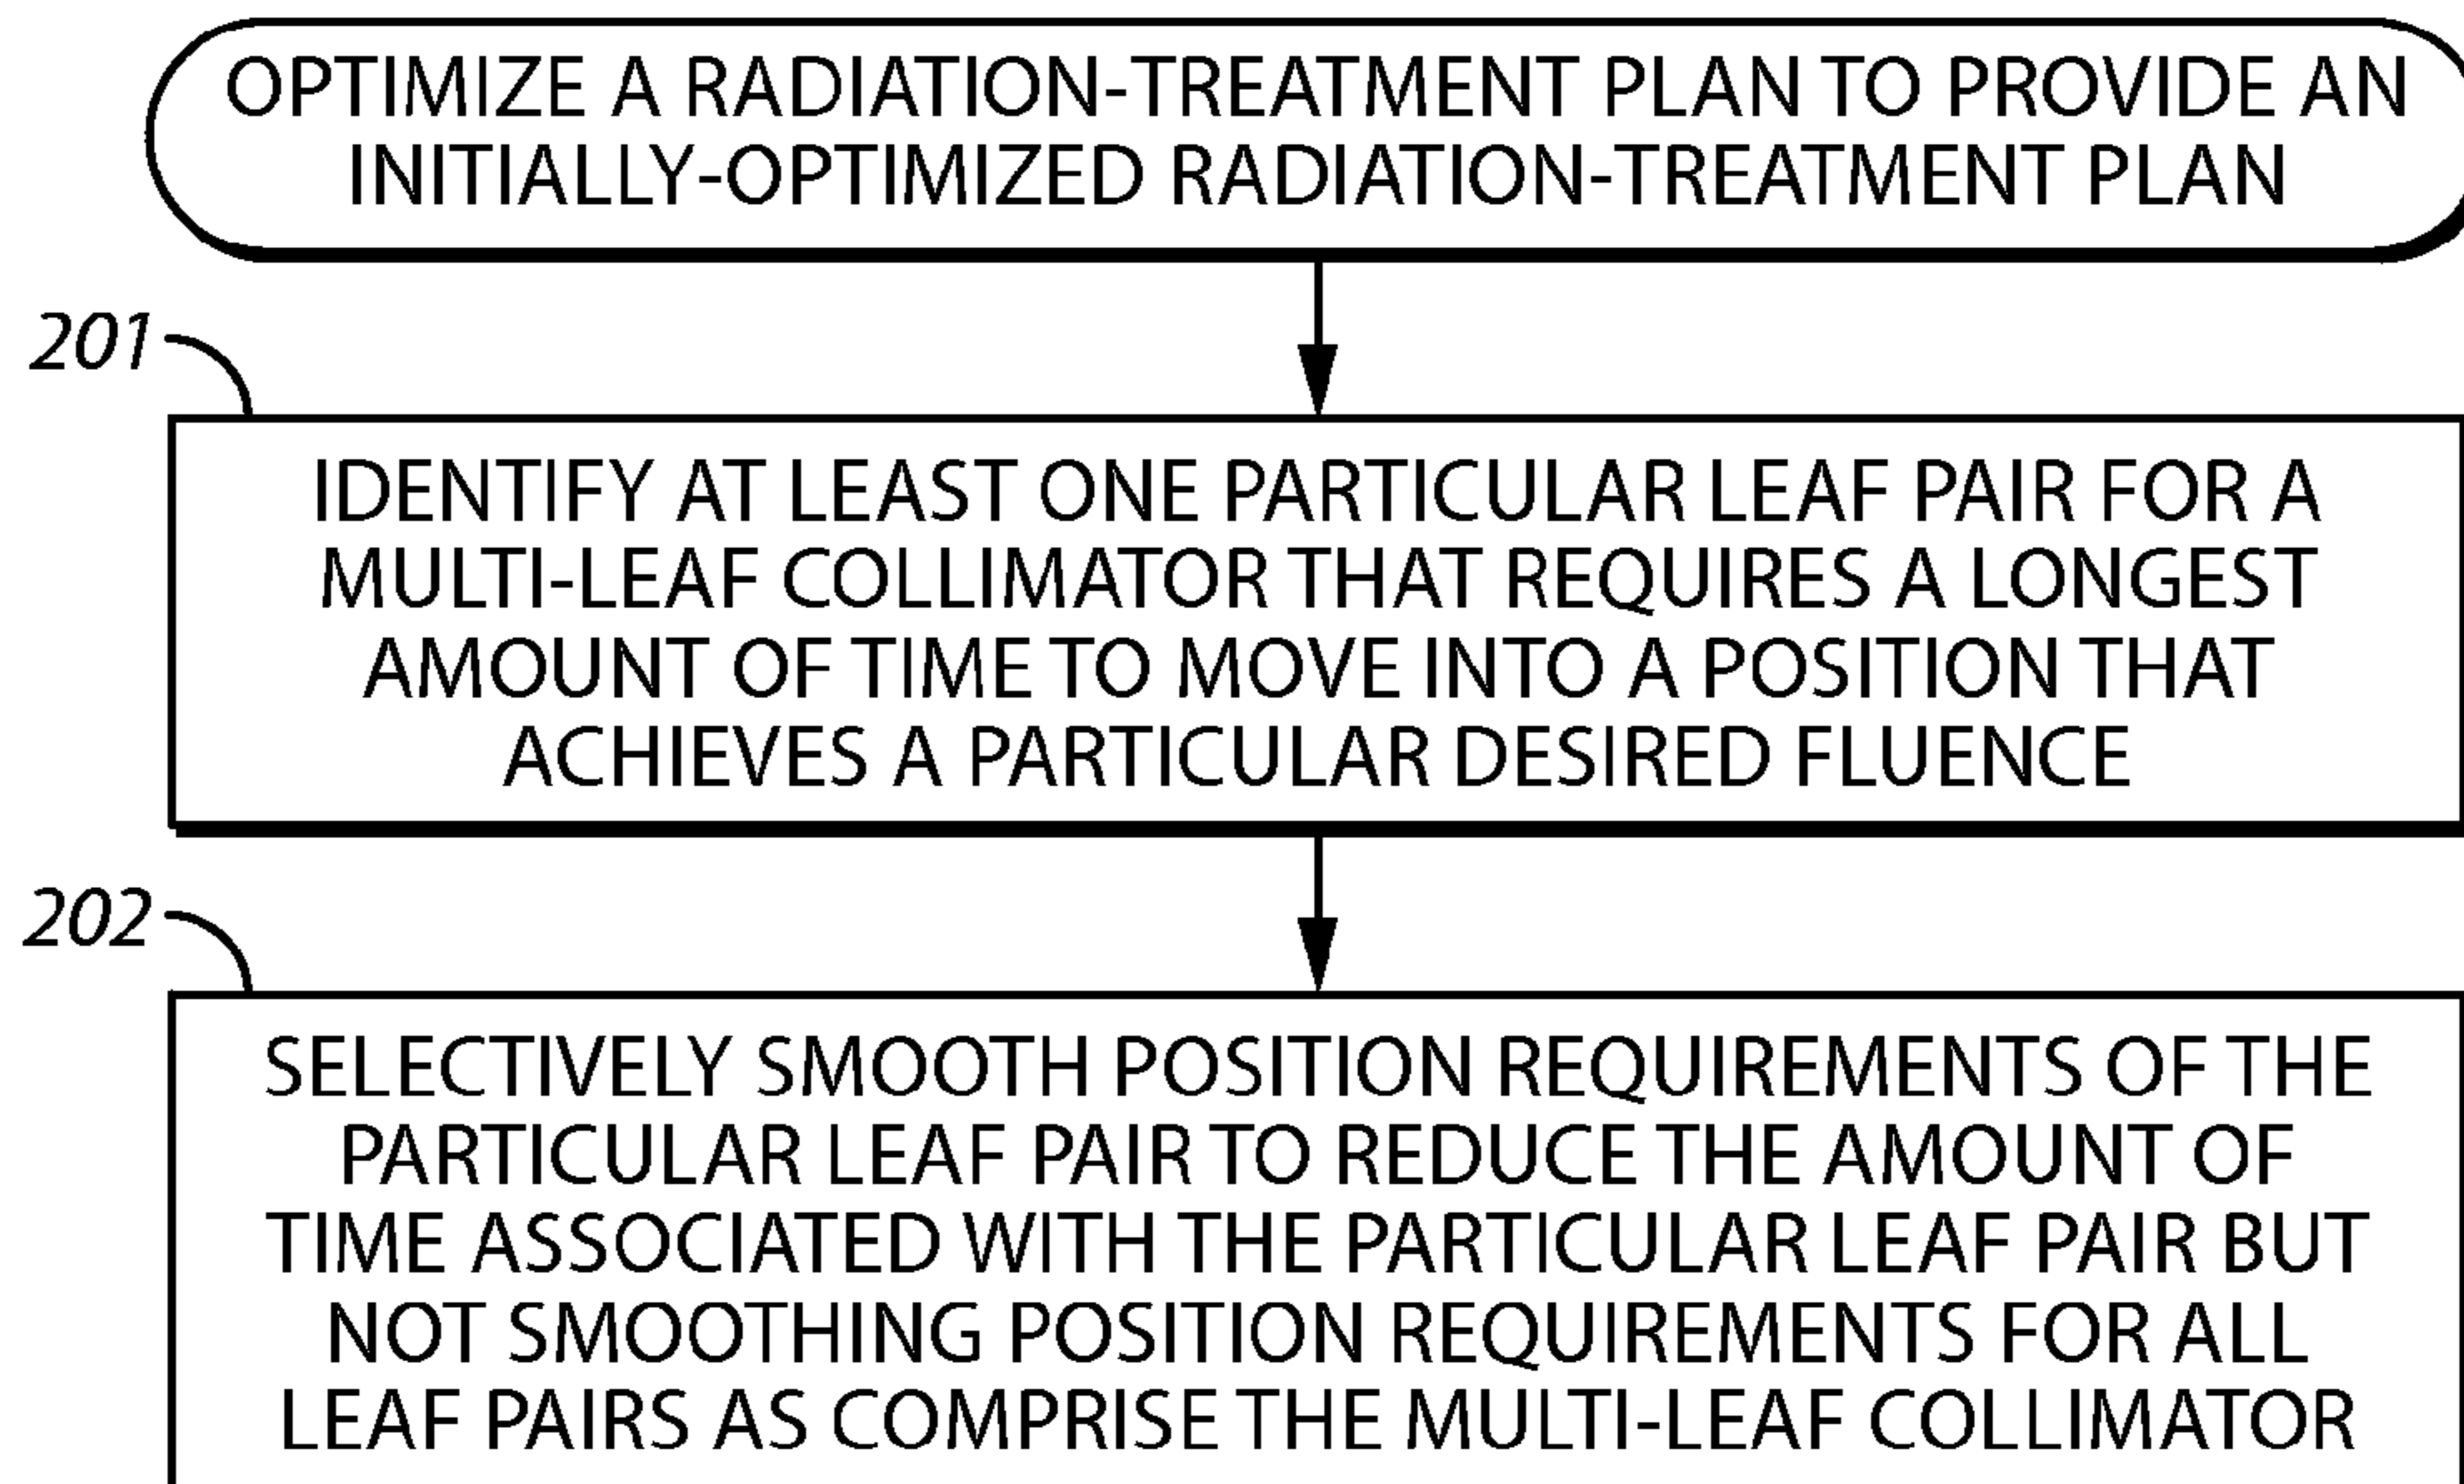 OPTIMIZE A RADIATION-TREATMENT PLAN TO PROVIDE AN
INITIALLY-OPTIMIZED RADIATION-TREATMENT PLAN
201
IDENTIFY AT LEAST ONE PARTICULAR LEAF PAIR FOR A
MULTI-LEAF COLLIMATOR THAT REQUIRES A LONGEST
AMOUNT OF TIME TO MOVE INTO A POSITION THAT
ACHIEVES A PARTICULAR DESIRED FLUENCE
202
SELECTIVELY SMOOTH POSITION REQUIREMENTS OF THE
PARTICULAR LEAF PAIR TO REDUCE THE AMOUNT OF
TIME ASSOCIATED WITH THE PARTICULAR LEAF PAIR BUT
NOT SMOOTHING POSITION REQUIREMENTS FOR ALL
LEAF PAIRS AS COMPRISE THE MULTI-LEAF COLLIMATOR